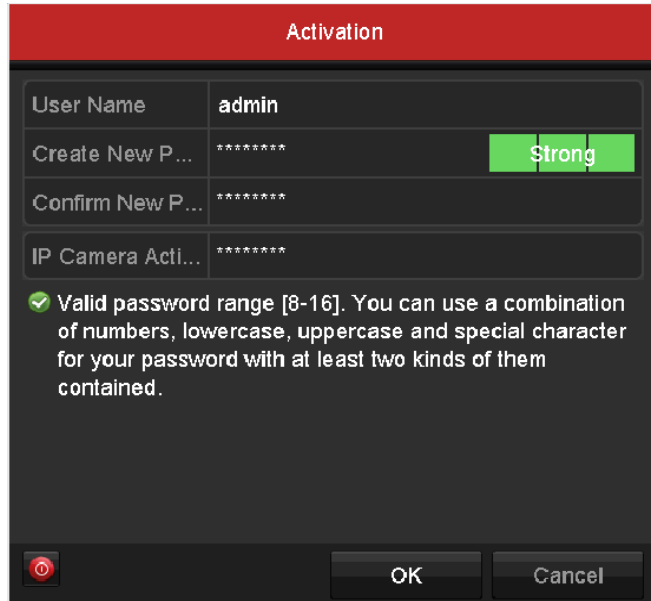 Activation
User Name admin
Create New P... ******** Strong
Confirm New P... ********
IP Camera Acti... ********
Valid password range [8-16]. You can use a combination
of numbers, lowercase, uppercase and special character
for your password with at least two kinds of them
contained.
OK Cancel